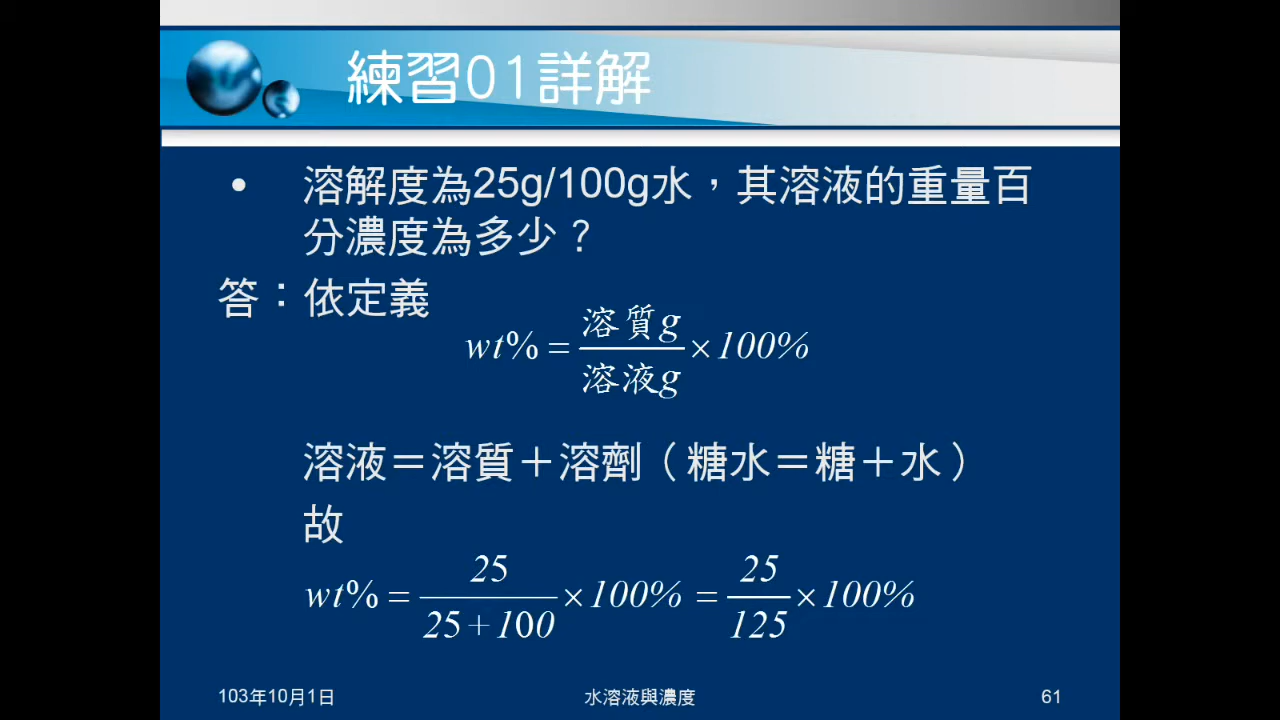 練習01詳解
• 溶解度為25g/100g水，其溶液的重量百
分濃度為多少？
答：依定義
wt% = 溶質g / 溶液g × 100%
溶液＝溶質＋溶劑（糖水＝糖＋水）
故
wt% = 25 / 25+100 × 100% = 25 / 125 × 100%
103年10月1日 水溶液與濃度 61